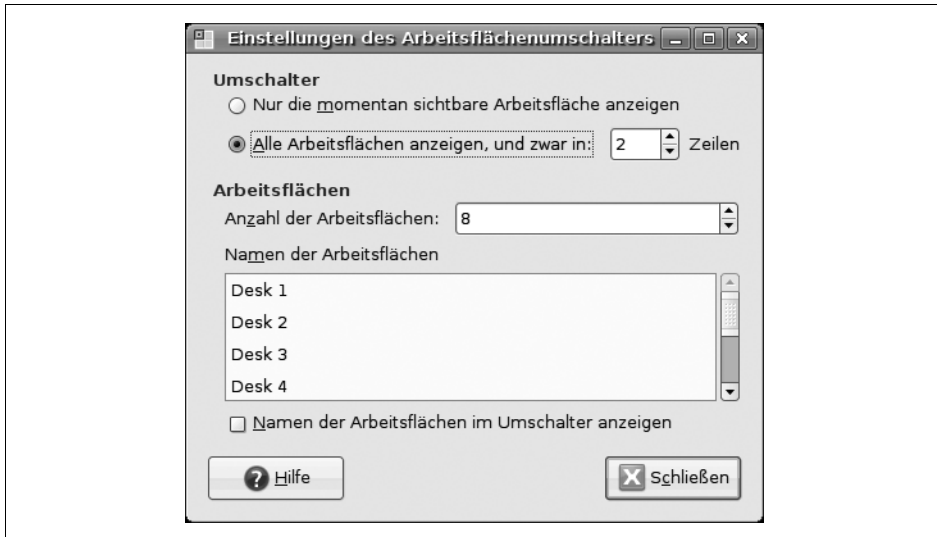 Einstellungen des Arbeitsflächenumschalters
Umschalter
Nur die momentan sichtbare Arbeitsfläche anzeigen
Alle Arbeitsflächen anzeigen, und zwar in: 2 Zeilen
Arbeitsflächen
Anzahl der Arbeitsflächen: 8
Namen der Arbeitsflächen
Desk 1
Desk 2
Desk 3
Desk 4
Namen der Arbeitsflächen im Umschalter anzeigen
Hilfe Schließen